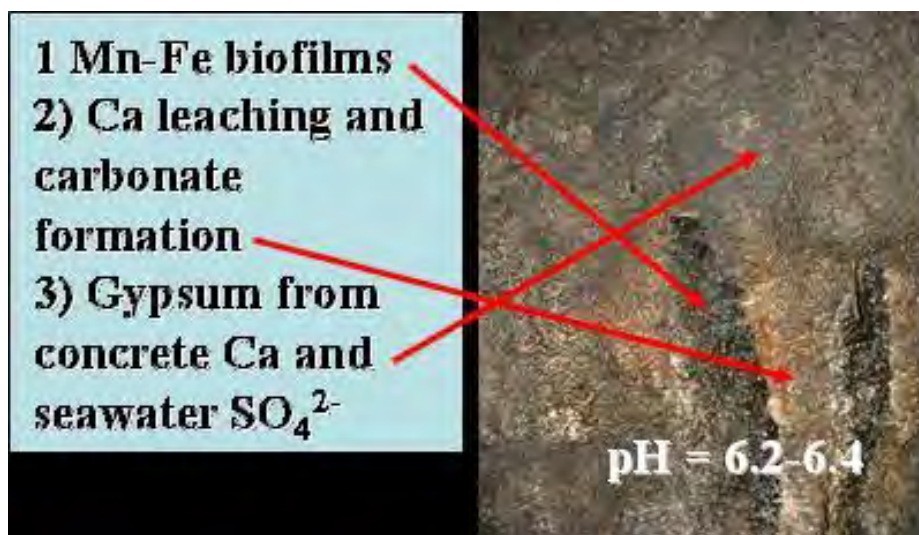 1 Mn-Fe biofilms
2) Ca leaching and
carbonate
formation
3) Gypsum from
concrete Ca and
seawater SO₄²⁻
pH = 6.2-6.4